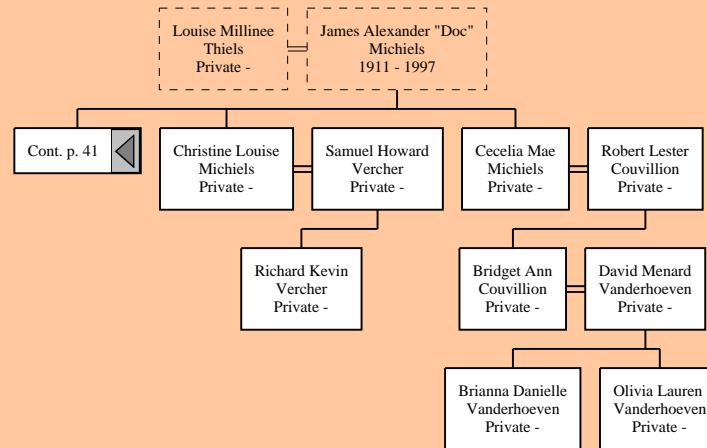 Louise Millinee
Thiels
Private -
James Alexander "Doc"
Michiels
1911 - 1997
Cont. p. 41
Christine Louise
Michiels
Private -
Samuel Howard
Vercher
Private -
Cecelia Mae
Michiels
Private -
Robert Lester
Couvillion
Private -
Richard Kevin
Vercher
Private -
Bridget Ann
Couvillion
Private -
David Menard
Vanderhoeven
Private -
Brianna Danielle
Vanderhoeven
Private -
Olivia Lauren
Vanderhoeven
Private -